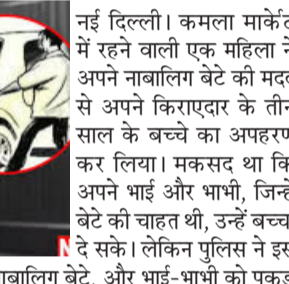 नई दिल्ली। कमला मार्केट
में रहने वाली एक महिला ने
अपने नाबालिग बेटे की मदद
से अपने किराएदार के तीन
साल के बच्चे का अपहरण
कर लिया। मकसद था कि
अपने भाई और भाभी, जिन्हें
बेटे की चाहत थी, उन्हें बच्चा
दे सके। लेकिन पुलिस ने इस
नाबालिग बेटे, और भाई-भाभी को पकड़